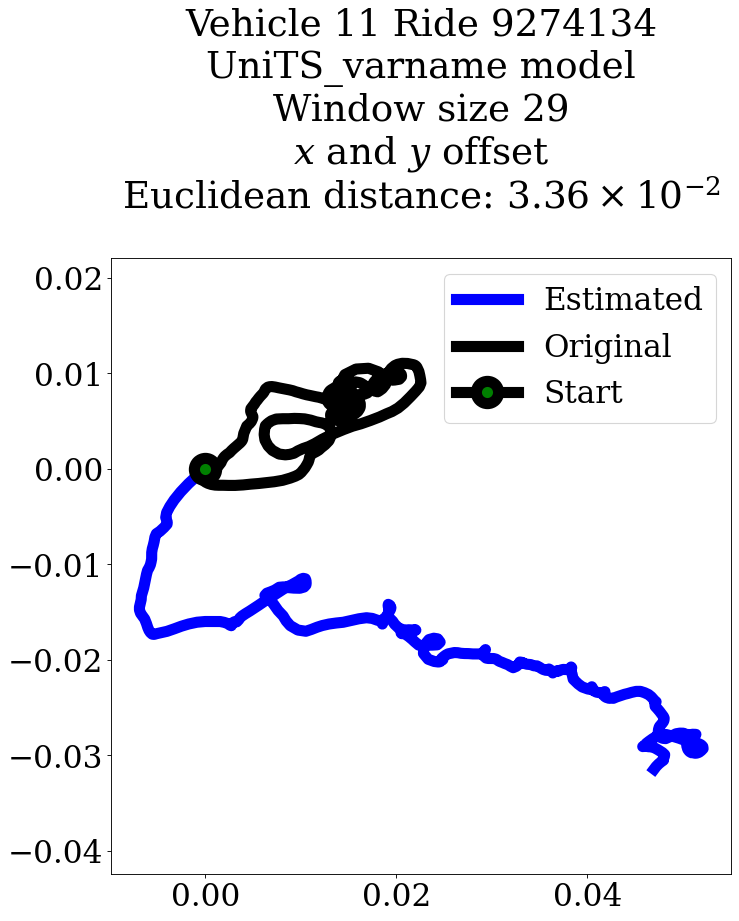 Vehicle 11 Ride 9274134
UniTS_varname model
Window size 29
x and y offset
Euclidean distance: 3.36 × 10⁻²
0.02
0.01
0.00
−0.01
−0.02
−0.03
−0.04
Estimated
Original
Start
0.00 0.02 0.04